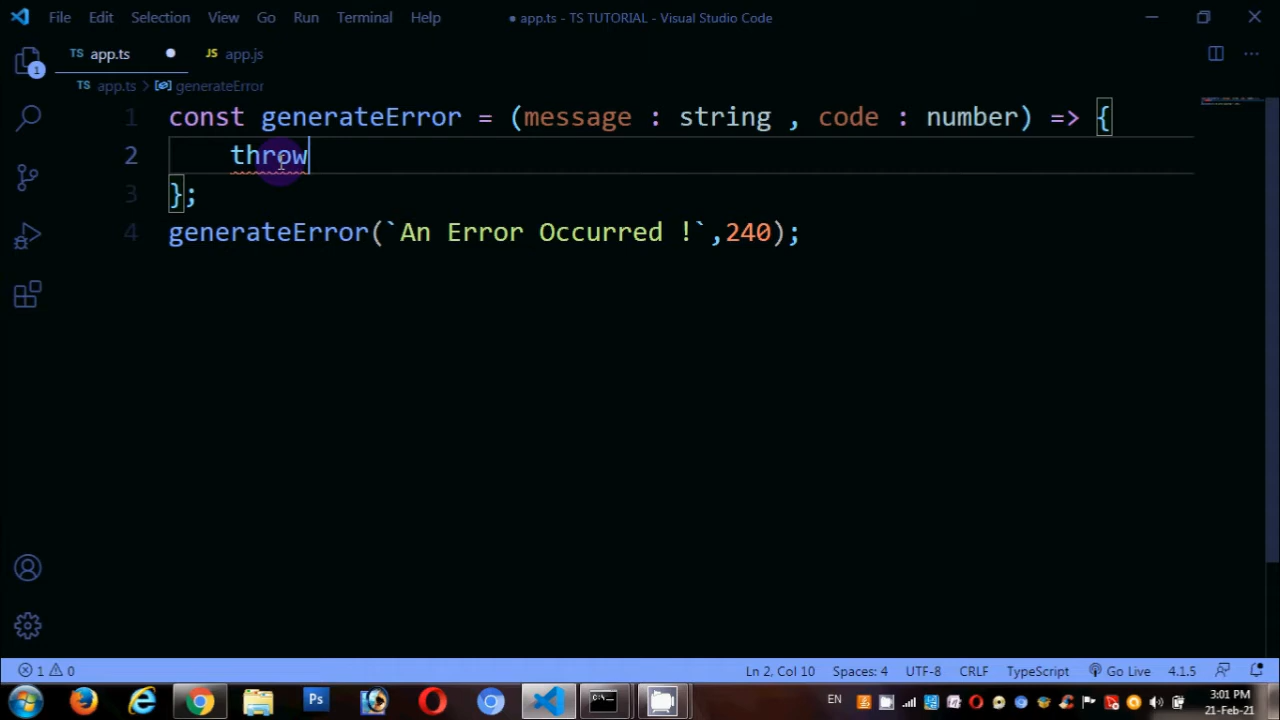 File Edit Selection View Go Run Terminal Help
● app.ts - TS TUTORIAL - Visual Studio Code
TS app.ts ●
JS app.js
TS app.ts > generateError
1
1 const generateError = (message : string , code : number) => {
2 throw
3 };
4 generateError(`An Error Occurred !`,240);
1 0
Ln 2, Col 10 Spaces: 4 UTF-8 CRLF TypeScript Go Live 4.1.5
Ps
C:\_
EN
3:01 PM
21-Feb-21